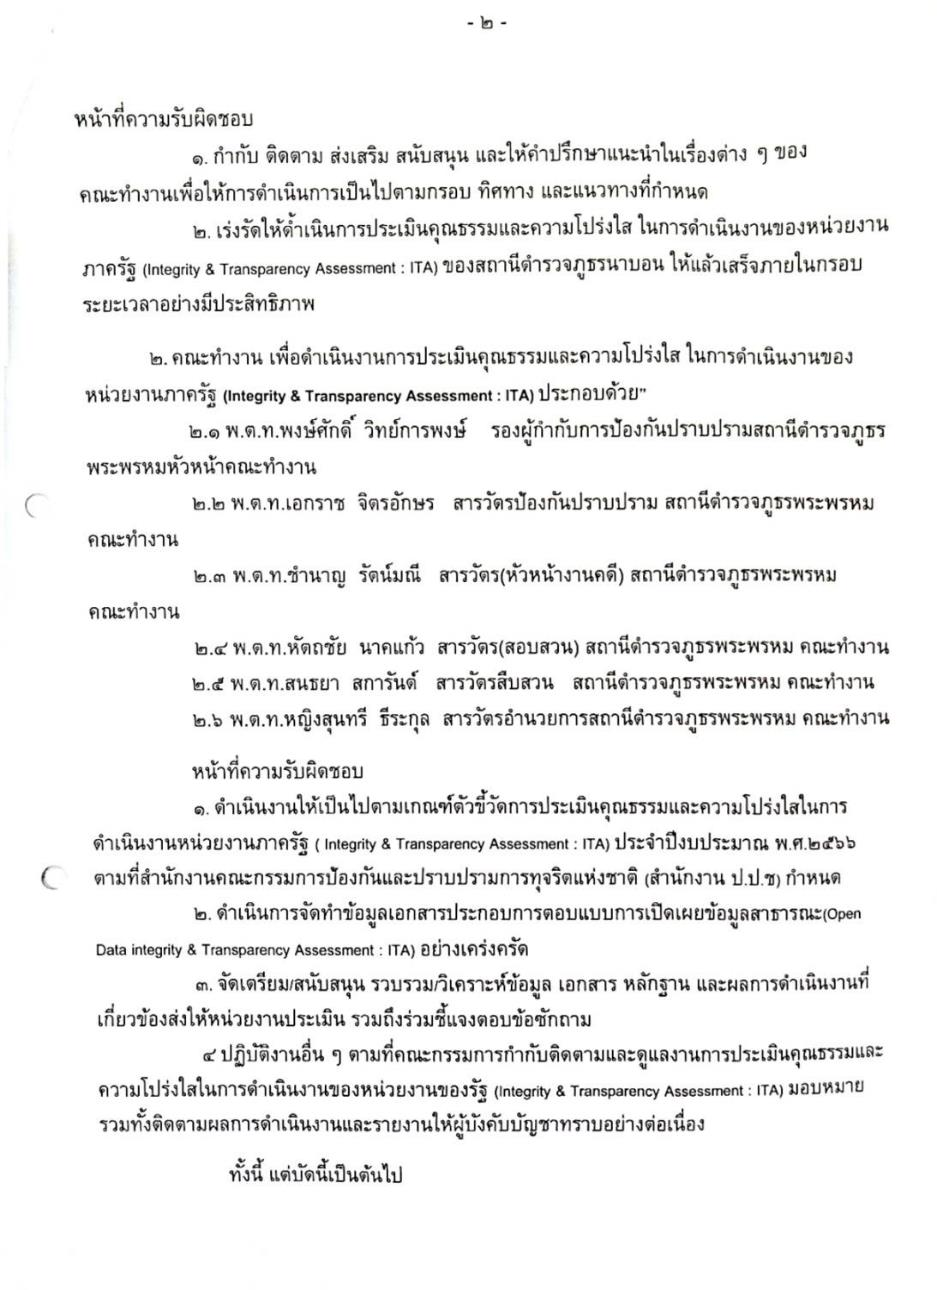 - ๒ -
หน้าที่ความรับผิดชอบ
๑. กำกับ ติดตาม ส่งเสริม สนับสนุน และให้คำปรึกษาแนะนำในเรื่องต่าง ๆ ของ
คณะทำงานเพื่อให้การดำเนินการเป็นไปตามกรอบ ทิศทาง และแนวทางที่กำหนด
๒. เร่งรัดให้ดำเนินการประเมินคุณธรรมและความโปร่งใส ในการดำเนินงานของหน่วยงาน
ภาครัฐ (Integrity & Transparency Assessment : ITA) ของสถานีตำรวจภูธรนาบอน ให้แล้วเสร็จภายในกรอบ
ระยะเวลาอย่างมีประสิทธิภาพ
๒. คณะทำงาน เพื่อดำเนินงานการประเมินคุณธรรมและความโปร่งใส ในการดำเนินงานของ
หน่วยงานภาครัฐ (Integrity & Transparency Assessment : ITA) ประกอบด้วย"
๒.๑ พ.ต.ท.พงษ์ศักดิ์ วิทย์การพงษ์ รองผู้กำกับการป้องกันปราบปรามสถานีตำรวจภูธร
พระพรหมหัวหน้าคณะทำงาน
๒.๒ พ.ต.ท.เอกราช จิตรอักษร สารวัตรป้องกันปราบปราม สถานีตำรวจภูธรพระพรหม
คณะทำงาน
๒.๓ พ.ต.ท.ชำนาญ รัตน์มณี สารวัตร(หัวหน้างานคดี) สถานีตำรวจภูธรพระพรหม
คณะทำงาน
๒.๔ พ.ต.ท.หัตถชัย นาคแก้ว สารวัตร(สอบสวน) สถานีตำรวจภูธรพระพรหม คณะทำงาน
๒.๕ พ.ต.ท.สนธยา สการันต์ สารวัตรสืบสวน สถานีตำรวจภูธรพระพรหม คณะทำงาน
๒.๖ พ.ต.ท.หญิงสุนทรี ธีระกุล สารวัตรอำนวยการสถานีตำรวจภูธรพระพรหม คณะทำงาน
หน้าที่ความรับผิดชอบ
๑. ดำเนินงานให้เป็นไปตามเกณฑ์ตัวชี้วัดการประเมินคุณธรรมและความโปร่งใสในการ
ดำเนินงานหน่วยงานภาครัฐ ( Integrity & Transparency Assessment : ITA) ประจำปีงบประมาณ พ.ศ.๒๕๖๖
ตามที่สำนักงานคณะกรรมการป้องกันและปราบปรามการทุจริตแห่งชาติ (สำนักงาน ป.ป.ช) กำหนด
๒. ดำเนินการจัดทำข้อมูลเอกสารประกอบการตอบแบบการเปิดเผยข้อมูลสาธารณะ(Open
Data integrity & Transparency Assessment : ITA) อย่างเคร่งครัด
๓. จัดเตรียม/สนับสนุน รวบรวม/วิเคราะห์ข้อมูล เอกสาร หลักฐาน และผลการดำเนินงานที่
เกี่ยวข้องส่งให้หน่วยงานประเมิน รวมถึงร่วมชี้แจงตอบข้อซักถาม
๔ ปฏิบัติงานอื่น ๆ ตามที่คณะกรรมการกำกับติดตามและดูแลงานการประเมินคุณธรรมและ
ความโปร่งใสในการดำเนินงานของหน่วยงานของรัฐ (Integrity & Transparency Assessment : ITA) มอบหมาย
รวมทั้งติดตามผลการดำเนินงานและรายงานให้ผู้บังคับบัญชาทราบอย่างต่อเนื่อง
ทั้งนี้ แต่บัดนี้เป็นต้นไป